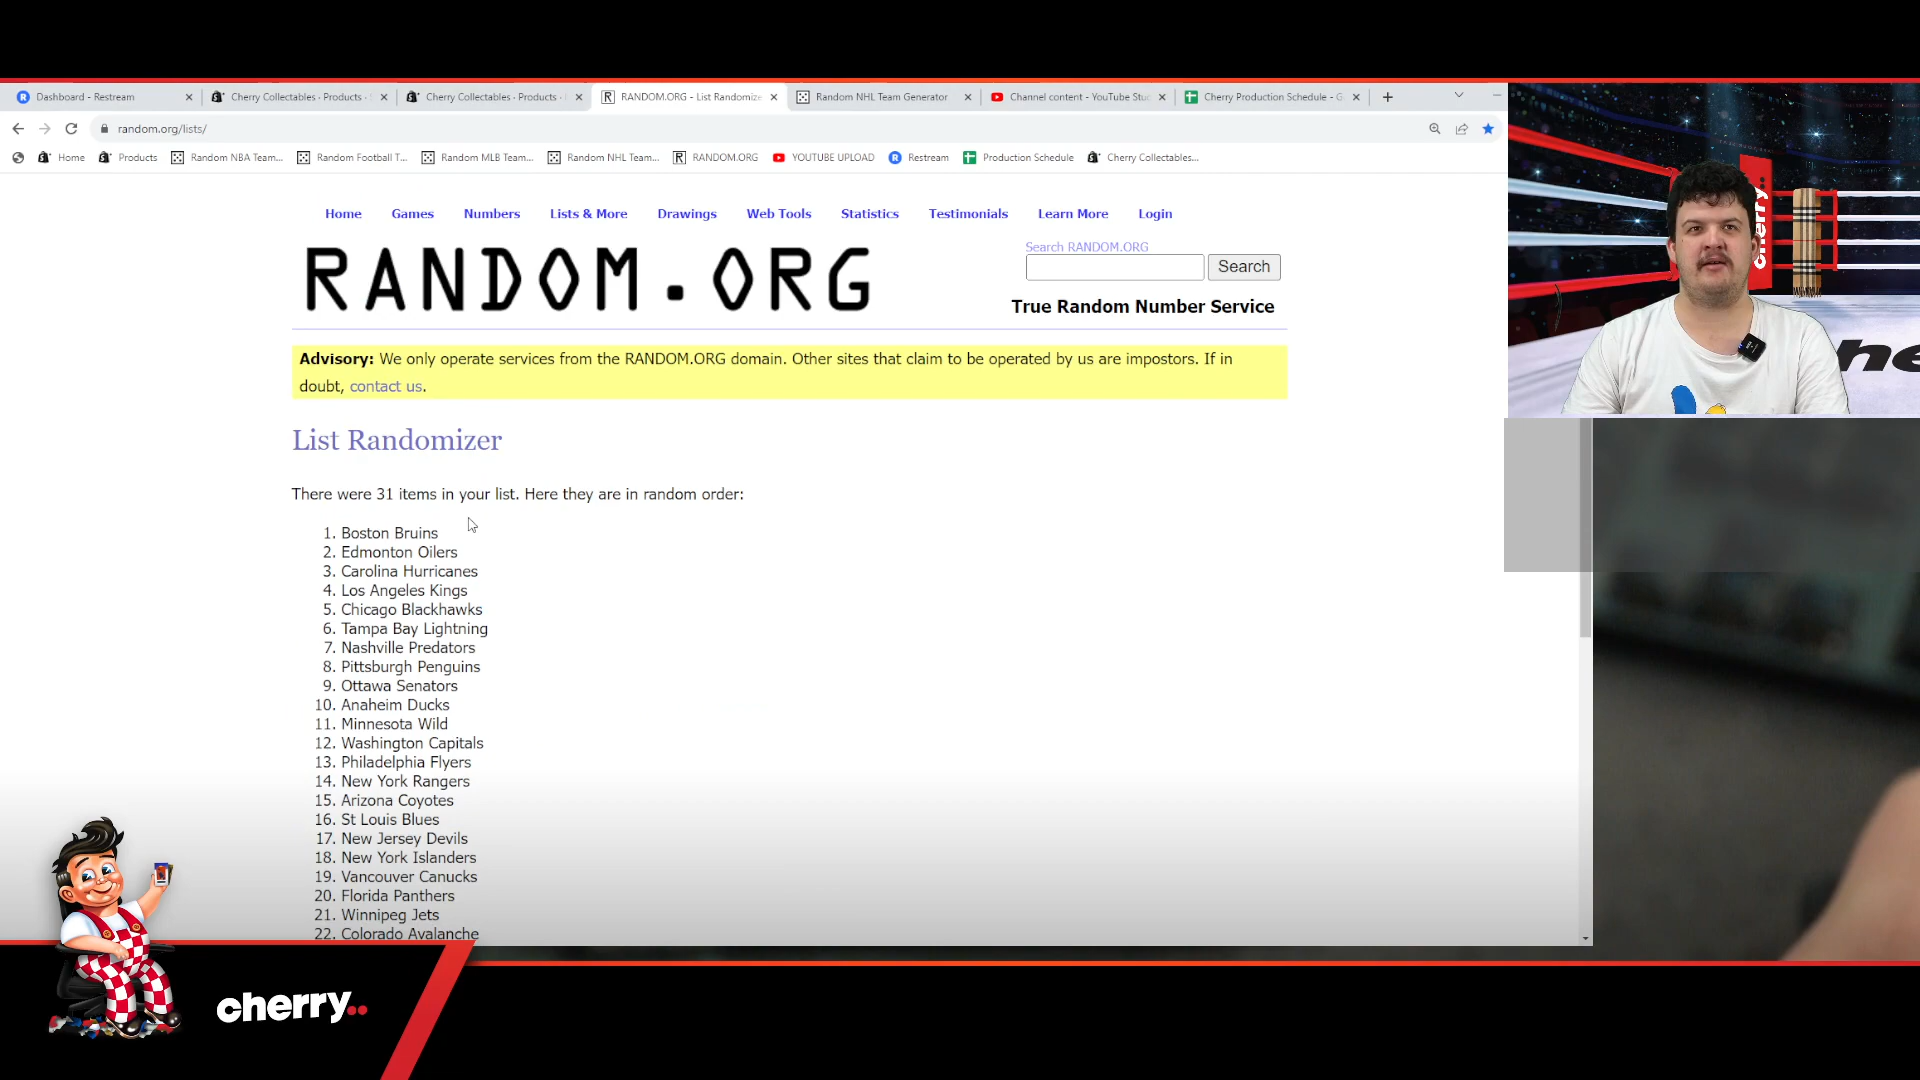 Dashboard - Restream
Cherry Collectables · Products · S
Cherry Collectables · Products ·
RANDOM.ORG - List Randomize
Random NHL Team Generator
Channel content - YouTube Stu
Cherry Production Schedule - G
random.org/lists/
Home
Products
Random NBA Team...
Random Football T...
Random MLB Team...
Random NHL Team...
RANDOM.ORG
YOUTUBE UPLOAD
Restream
Production Schedule
Cherry Collectables...
Home Games Numbers Lists & More Drawings Web Tools Statistics Testimonials Learn More Login
RANDOM.ORG
Search RANDOM.ORG
Search
True Random Number Service
Advisory: We only operate services from the RANDOM.ORG domain. Other sites that claim to be operated by us are impostors. If in
doubt, contact us.
List Randomizer
There were 31 items in your list. Here they are in random order:
1. Boston Bruins
2. Edmonton Oilers
3. Carolina Hurricanes
4. Los Angeles Kings
5. Chicago Blackhawks
6. Tampa Bay Lightning
7. Nashville Predators
8. Pittsburgh Penguins
9. Ottawa Senators
10. Anaheim Ducks
11. Minnesota Wild
12. Washington Capitals
13. Philadelphia Flyers
14. New York Rangers
15. Arizona Coyotes
16. St Louis Blues
17. New Jersey Devils
18. New York Islanders
19. Vancouver Canucks
20. Florida Panthers
21. Winnipeg Jets
22. Colorado Avalanche
cherry..
cherry..